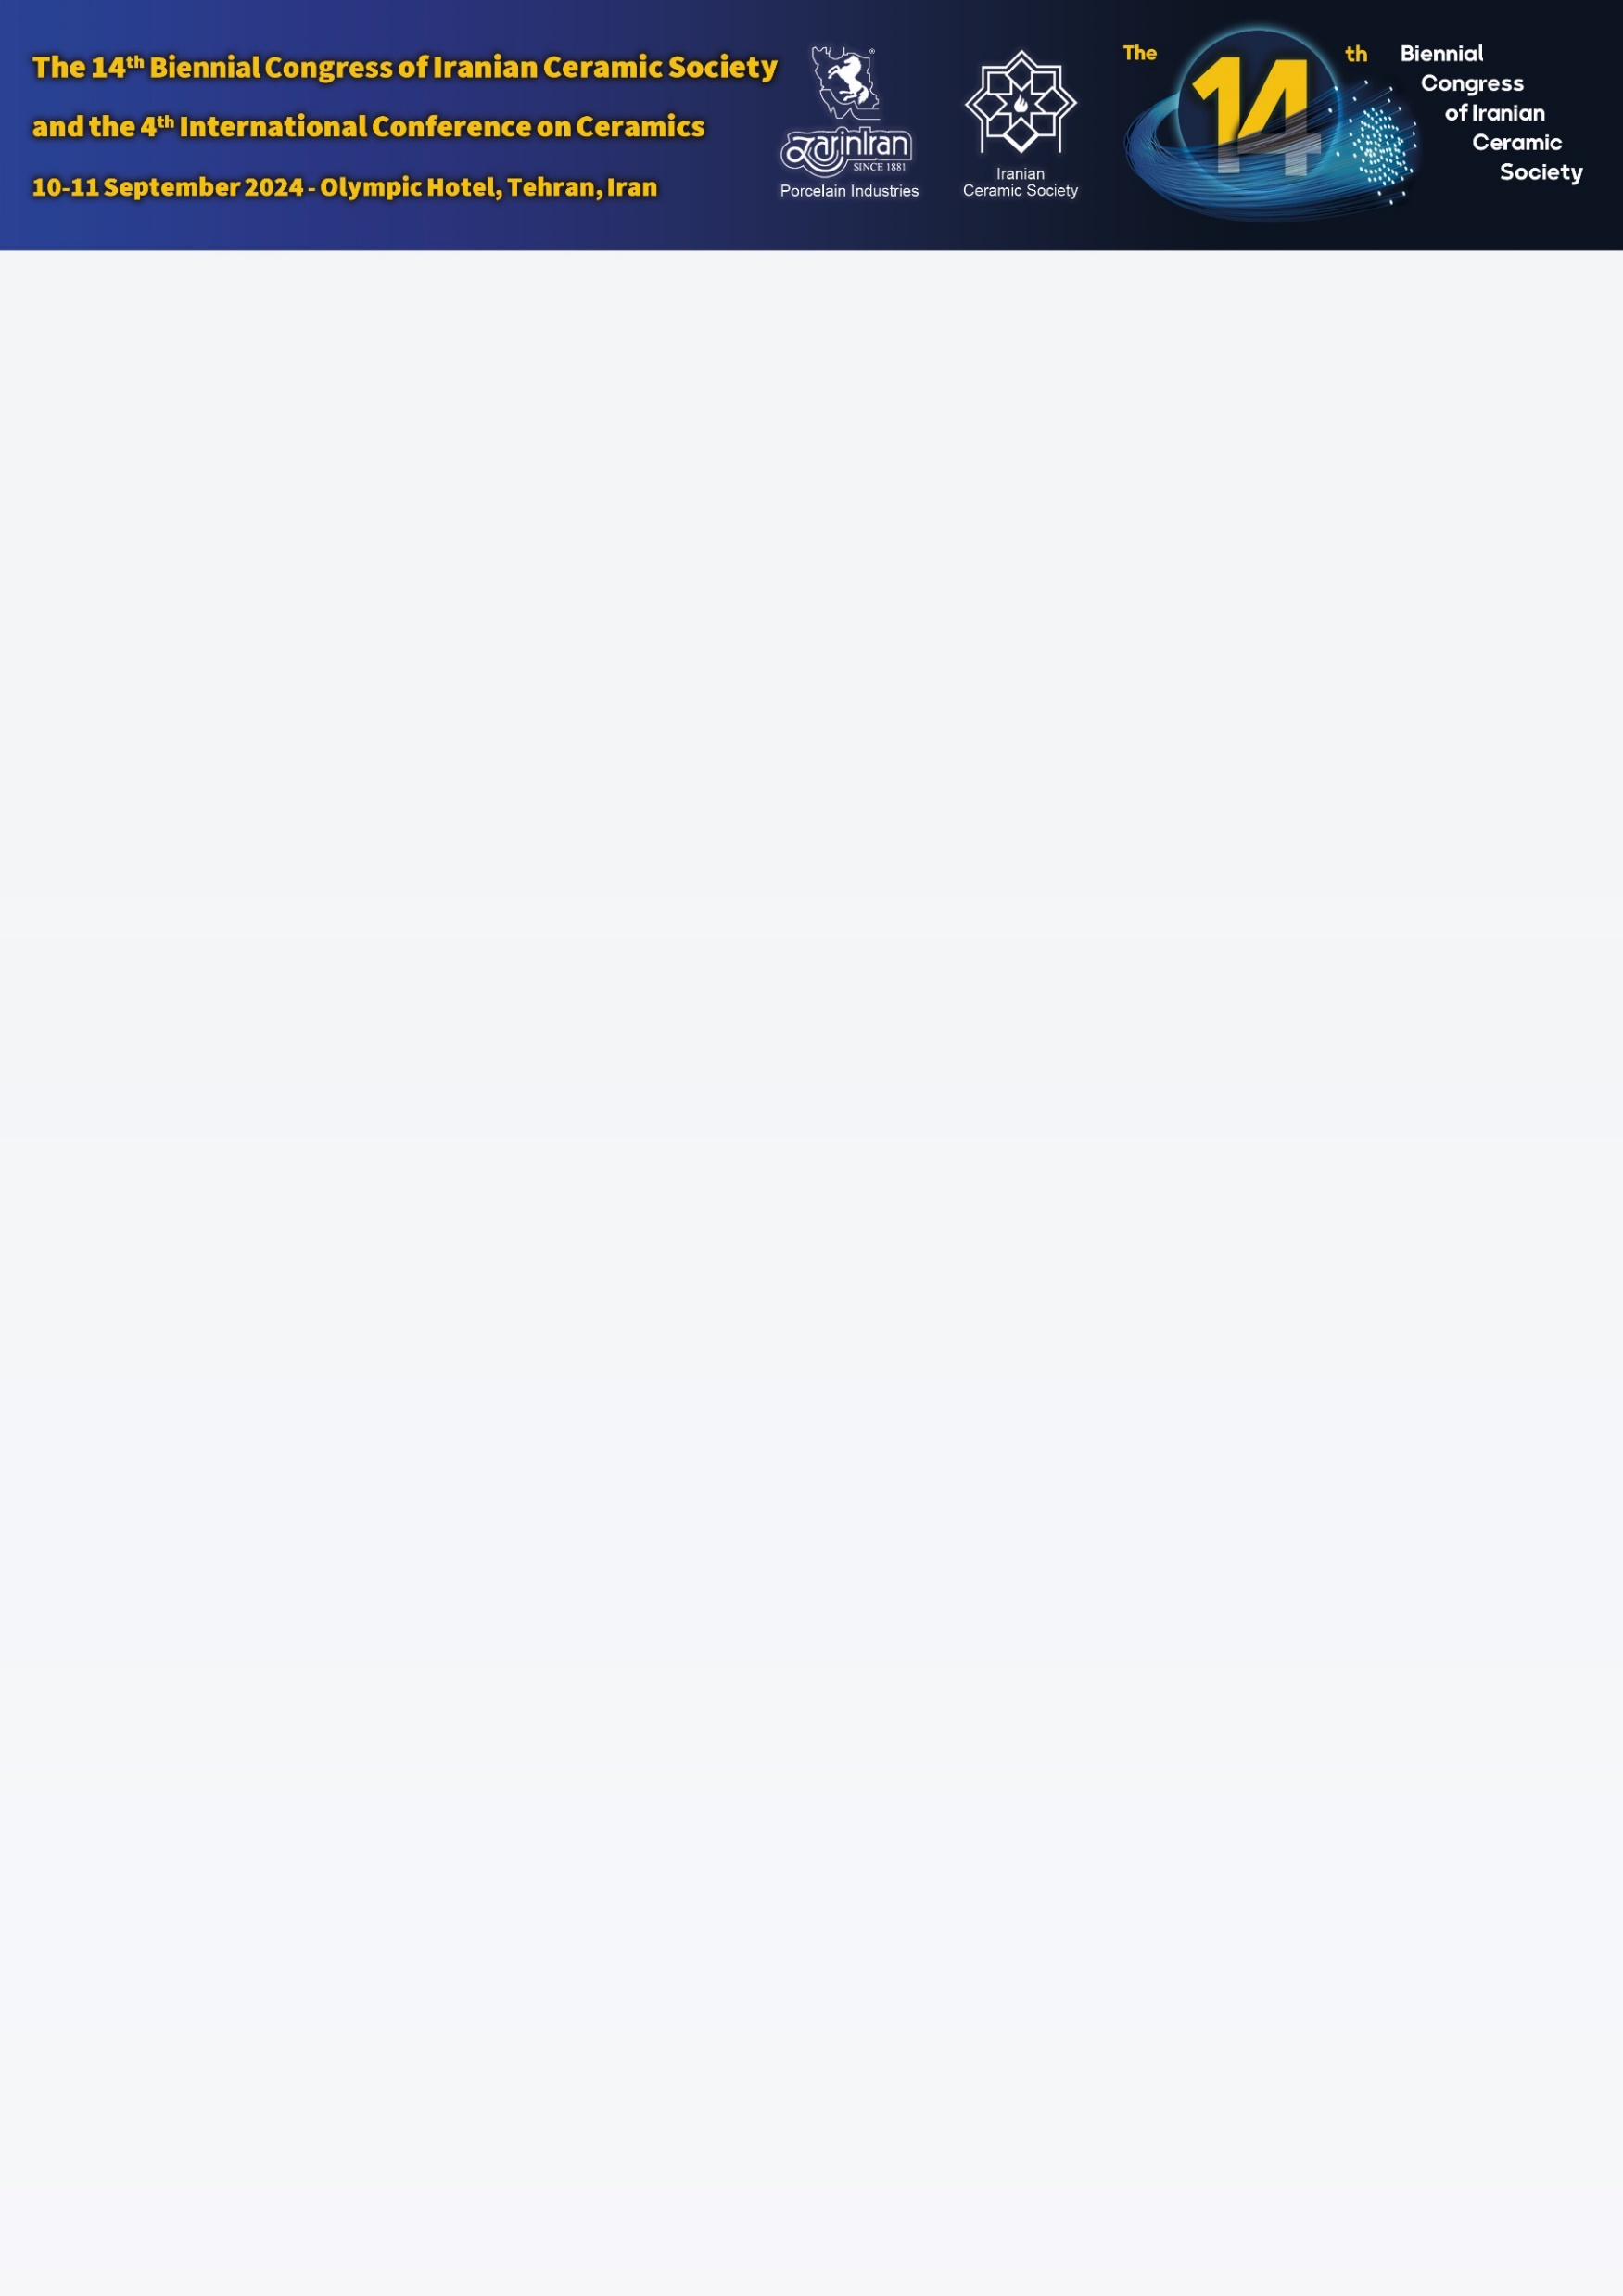 The 14th Biennial Congress of Iranian Ceramic Society
and the 4th International Conference on Ceramics
10-11 September 2024 - Olympic Hotel, Tehran, Iran
ZarinIran
SINCE 1881
Porcelain Industries
Iranian
Ceramic Society
The 14 th Biennial
Congress
of Iranian
Ceramic
Society